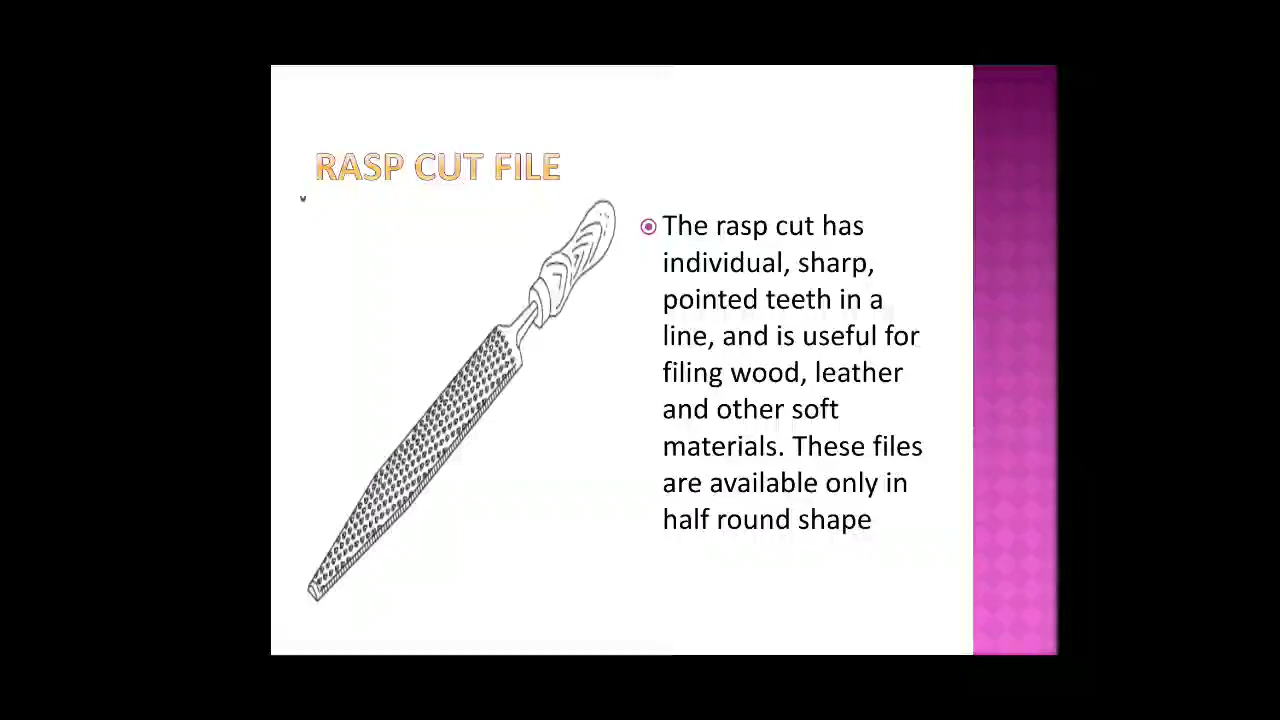 RASP CUT FILE
The rasp cut has
individual, sharp,
pointed teeth in a
line, and is useful for
filing wood, leather
and other soft
materials. These files
are available only in
half round shape